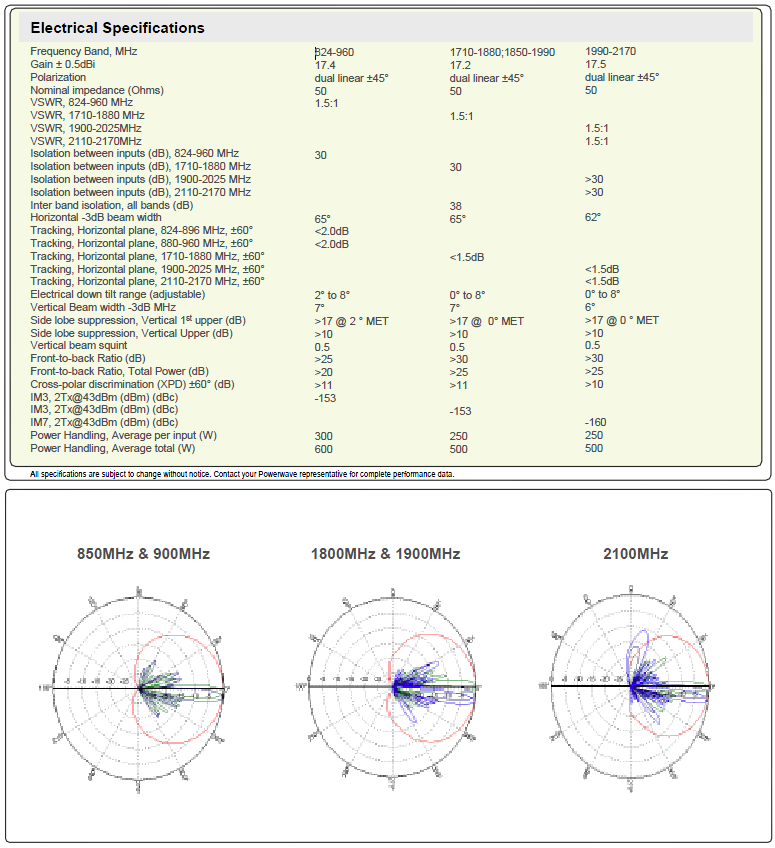 Electrical Specifications
Frequency Band, MHz 824-960 1710-1880;1850-1990 1990-2170
Gain ± 0.5dBi 17.4 17.2 17.5
Polarization dual linear ±45° dual linear ±45° dual linear ±45°
Nominal impedance (Ohms) 50 50 50
VSWR, 824-960 MHz 1.5:1
VSWR, 1710-1880 MHz 1.5:1
VSWR, 1900-2025MHz 1.5:1
VSWR, 2110-2170MHz 1.5:1
Isolation between inputs (dB), 824-960 MHz 30
Isolation between inputs (dB), 1710-1880 MHz 30
Isolation between inputs (dB), 1900-2025 MHz >30
Isolation between inputs (dB), 2110-2170 MHz >30
Inter band isolation, all bands (dB) 38
Horizontal -3dB beam width 65° 65° 62°
Tracking, Horizontal plane, 824-896 MHz, ±60° <2.0dB
Tracking, Horizontal plane, 880-960 MHz, ±60° <2.0dB
Tracking, Horizontal plane, 1710-1880 MHz, ±60° <1.5dB
Tracking, Horizontal plane, 1900-2025 MHz, ±60° <1.5dB
Tracking, Horizontal plane, 2110-2170 MHz, ±60° <1.5dB
Electrical down tilt range (adjustable) 2° to 8° 0° to 8° 0° to 8°
Vertical Beam width -3dB MHz 7° 7° 6°
Side lobe suppression, Vertical 1st upper (dB) >17 @ 2 ° MET >17 @ 0° MET >17 @ 0 ° MET
Side lobe suppression, Vertical Upper (dB) >10 >10 >10
Vertical beam squint 0.5 0.5 0.5
Front-to-back Ratio (dB) >25 >30 >30
Front-to-back Ratio, Total Power (dB) >20 >25 >25
Cross-polar discrimination (XPD) ±60° (dB) >11 >11 >10
IM3, 2Tx@43dBm (dBm) (dBc) -153
IM3, 2Tx@43dBm (dBm) (dBc) -153
IM7, 2Tx@43dBm (dBm) (dBc) -160
Power Handling, Average per input (W) 300 250 250
Power Handling, Average total (W) 600 500 500
All specifications are subject to change without notice. Contact your Powerwave representative for complete performance data.
850MHz & 900MHz 1800MHz & 1900MHz 2100MHz